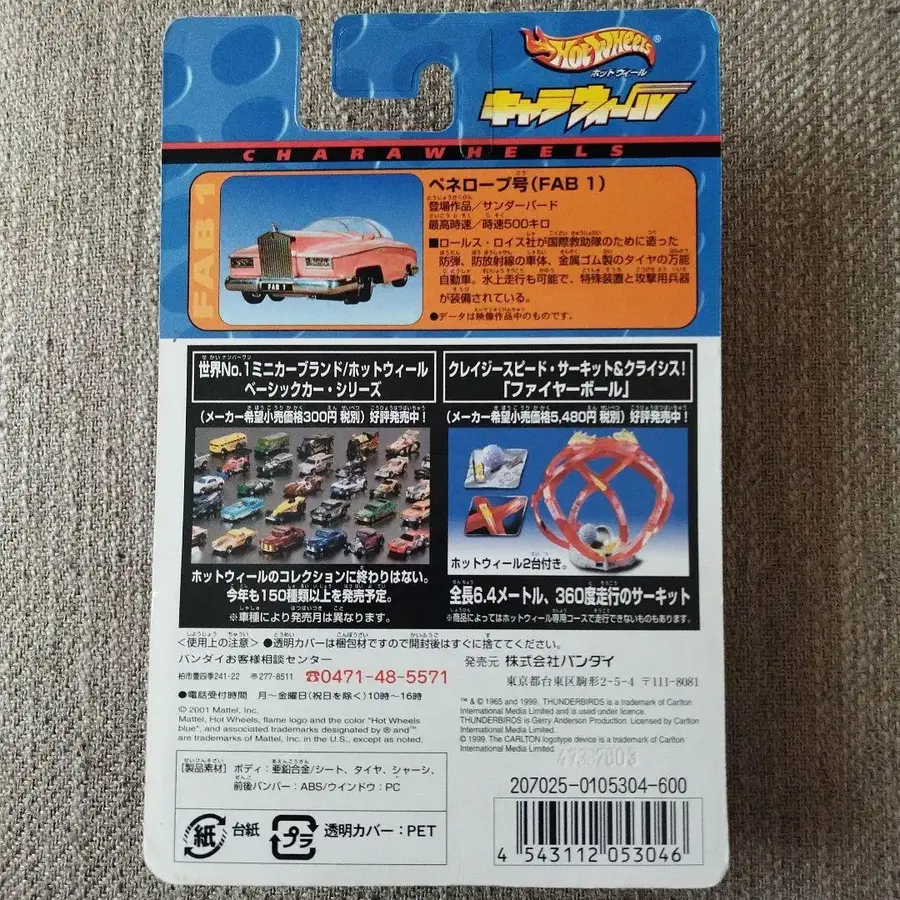 HOT WHEELS®
ホットウィール
キャラウィール
CHARAWHEELS
FAB 1
FAB 1
ペネロープ号(FAB 1)
登場作品/サンダーバード
最高時速/時速500キロ
■ロールス・ロイス社が国際救助隊のために造った
防弾、防放射線の車体、金属ゴム製のタイヤの万能
自動車。水上走行も可能で、特殊装置と攻撃用兵器
が装備されている。
●データは映像作品中のものです。
世界No.1ミニカーブランド/ホットウィール
ベーシックカー・シリーズ
(メーカー希望小売価格300円 税別)好評発売中!
ホットウィールのコレクションに終わりはない。
今年も150種類以上を発売予定。
※車種により発売月は異なります。
クレイジースピード・サーキット&クライシス!
「ファイヤーボール」
(メーカー希望小売価格5,480円 税別)好評発売中!
ホットウィール2台付き。
全長6.4メートル、360度走行のサーキット
※商品によってはホットウィール専用コースで走行できないものもあります。
<使用上の注意>●透明カバーは梱包材ですので開封後はすぐに捨ててください。
バンダイお客様相談センター
柏市豊四季241-22 〒277-8511 ☎0471-48-5571
●電話受付時間 月~金曜日(祝日を除く)10時~16時
発売元 株式会社バンダイ
東京都台東区駒形2-5-4 〒111-8081
© 2001 Mattel, Inc.
Mattel, Hot Wheels, flame logo and the color "Hot Wheels
blue", and associated trademarks designated by ® and™
are trademarks of Mattel, Inc. in the U.S., except as noted.
™ & © 1965 and 1999. THUNDERBIRDS is a trademark of Carlton
International Media Limited and is used under licence.
THUNDERBIRDS is Gerry Anderson Production. Licensed by Carlton
International Media Limited.
© 1999. The CARLTON logotype device is a trademark of Carlton
International Media Limited.
[製品素材] ボディ:亜鉛合金/シート、タイヤ、シャーシ、
前後バンパー:ABS/ウインドウ:PC
紙 台紙 プラ 透明カバー:PET
207025-0105304-600
4 543112 053046